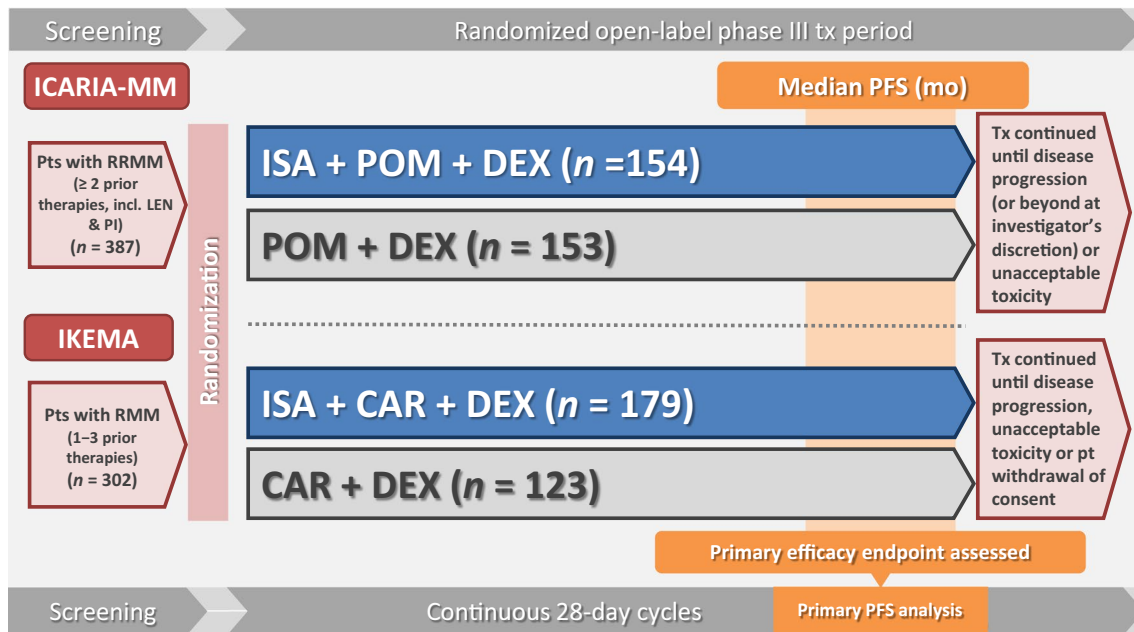 Screening
Randomized open-label phase III tx period
ICARIA-MM
Median PFS (mo)
Pts with RRMM
(≥ 2 prior
therapies, incl. LEN
& PI)
(n = 387)
Randomization
ISA + POM + DEX (n =154)
POM + DEX (n = 153)
Tx continued
until disease
progression
(or beyond at
investigator's
discretion) or
unacceptable
toxicity
IKEMA
Pts with RMM
(1–3 prior
therapies)
(n = 302)
ISA + CAR + DEX (n = 179)
CAR + DEX (n = 123)
Tx continued
until disease
progression,
unacceptable
toxicity or pt
withdrawal of
consent
Primary efficacy endpoint assessed
Screening
Continuous 28-day cycles
Primary PFS analysis